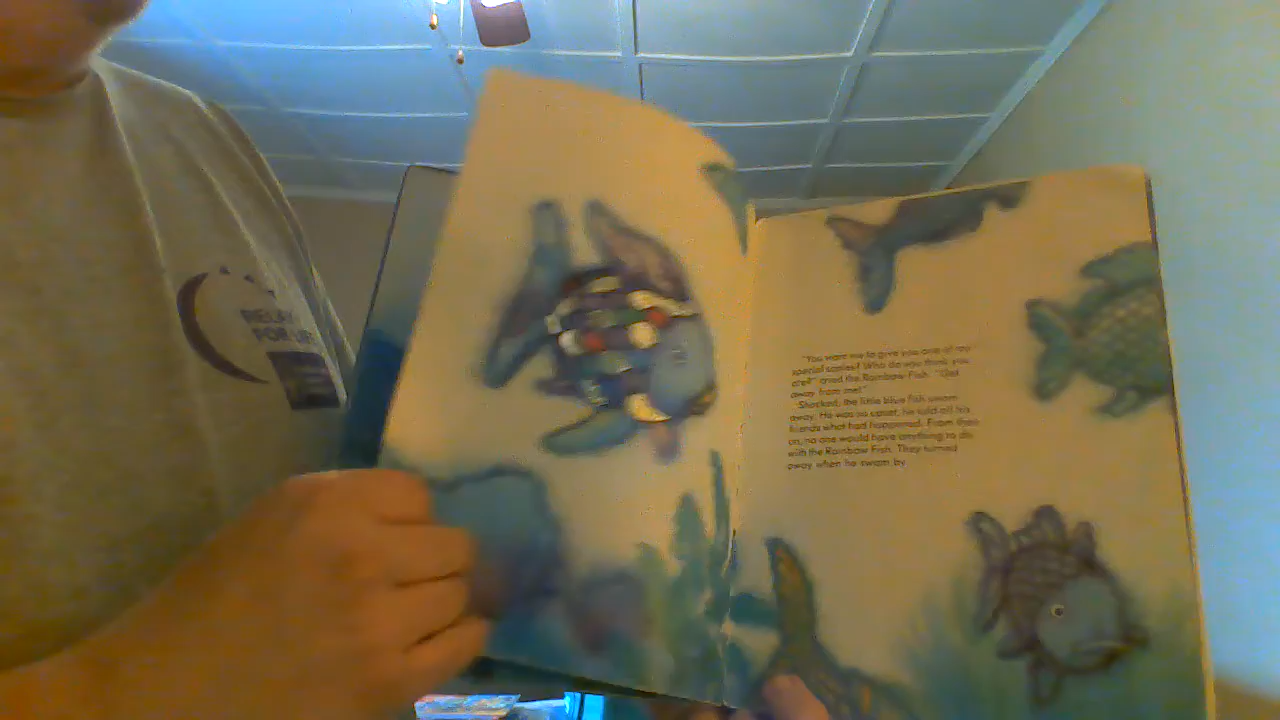 RELAY
FOR LIFE
"You want me to give you one of my
special scales? Who do you think you
are?" cried the Rainbow Fish. "Get
away from me!"
Shocked, the little blue fish swam
away. He was so upset, he told all his
friends what had happened. From then
on, no one would have anything to do
with the Rainbow Fish. They turned
away when he swam by.